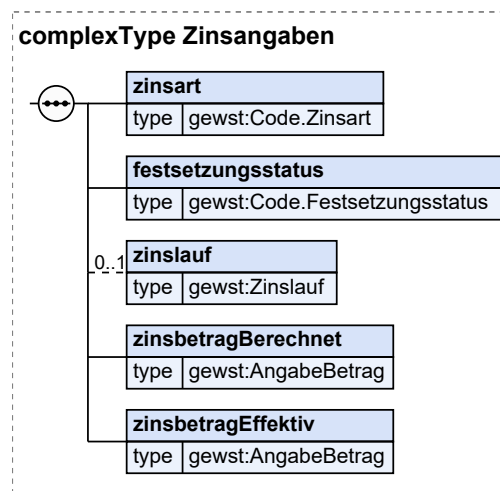 complexType Zinsangaben
zinsart
type gewst:Code.Zinsart
festsetzungsstatus
type gewst:Code.Festsetzungsstatus
0..1
zinslauf
type gewst:Zinslauf
zinsbetragBerechnet
type gewst:AngabeBetrag
zinsbetragEffektiv
type gewst:AngabeBetrag